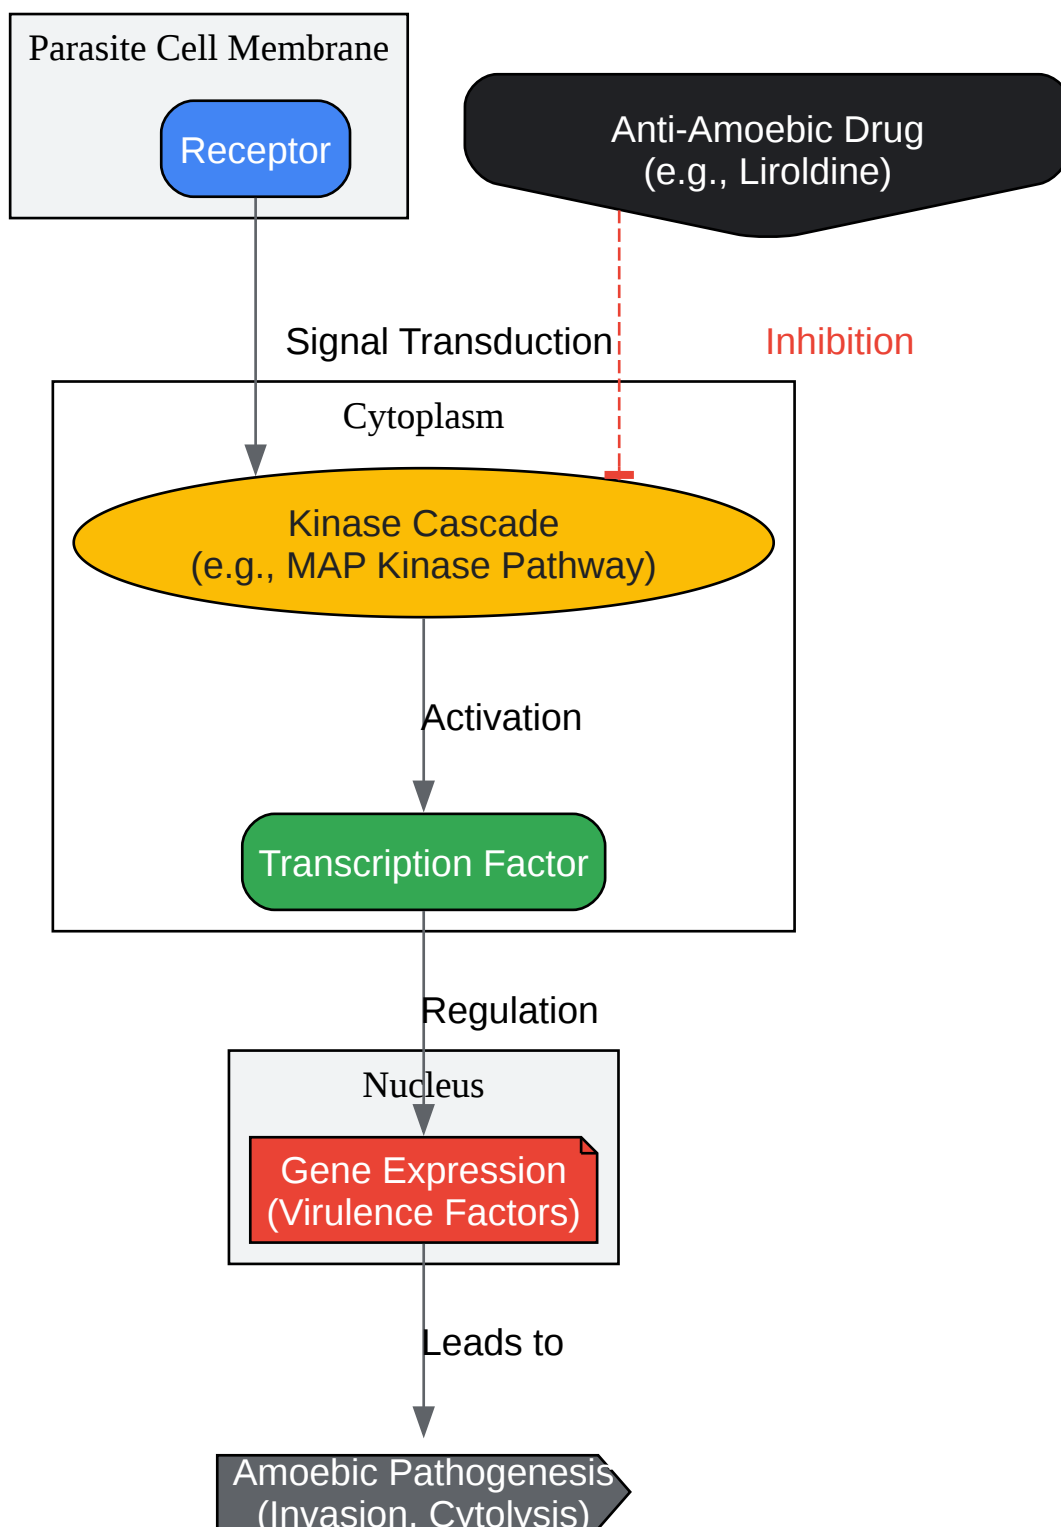 Parasite Cell Membrane
Receptor
Anti-Amoebic Drug
(e.g., Liroldine)
Signal Transduction
Inhibition
Cytoplasm
Kinase Cascade
(e.g., MAP Kinase Pathway)
Activation
Transcription Factor
Regulation
Nucleus
Gene Expression
(Virulence Factors)
Leads to
Amoebic Pathogenesis
(Invasion, Cytolysis)